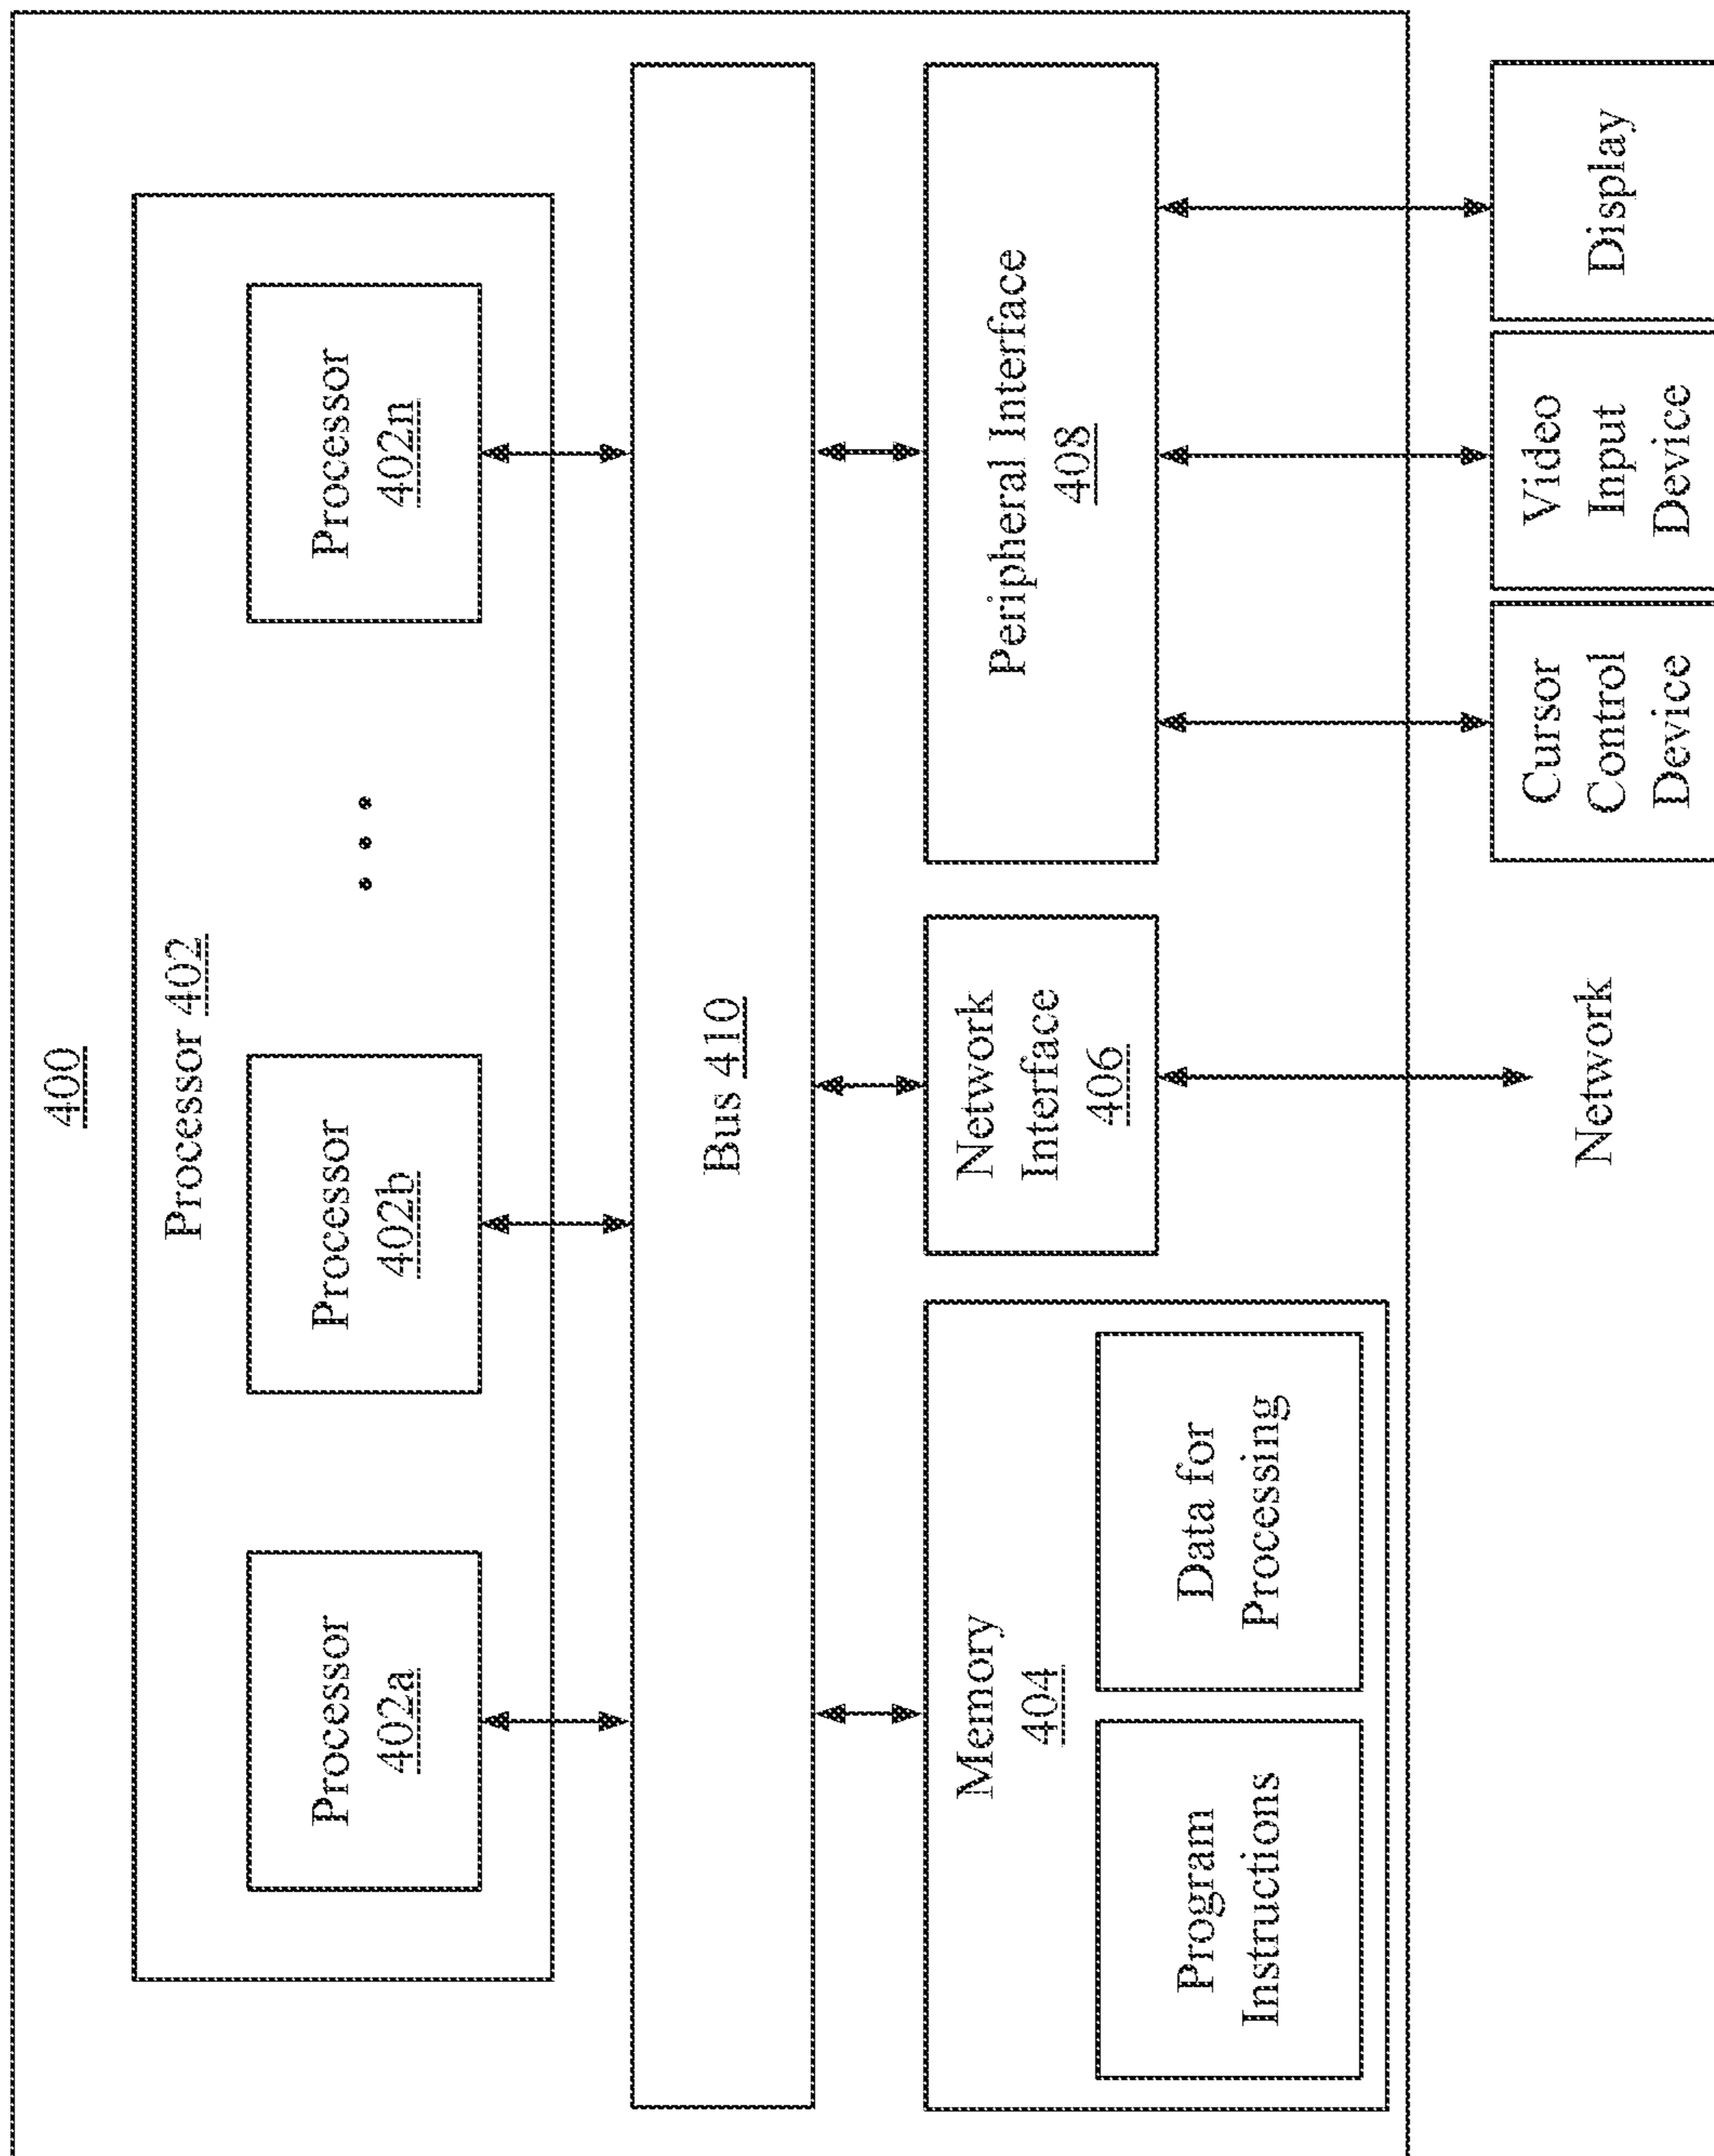 400
Processor 402
Processor
402a
Processor
402b
Processor
402n
Bus 410
Memory
404
Program
Instructions
Data for
Processing
Network
Interface
406
Peripheral Interface
408
Network
Cursor
Control
Device
Video
Input
Device
Display